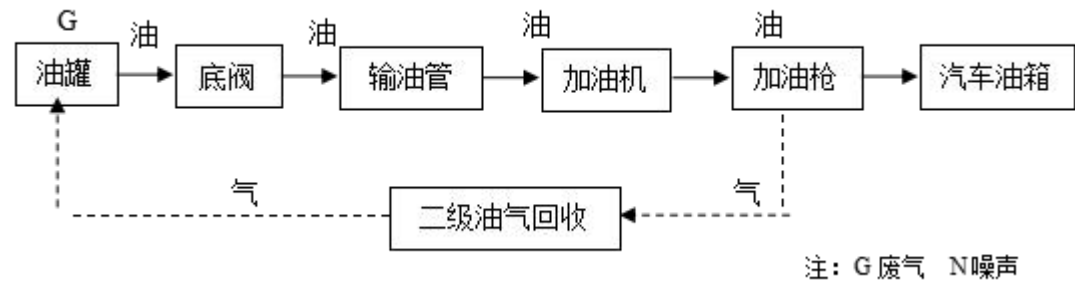 G
油 油 油 油
油罐 底阀 输油管 加油机 加油枪 汽车油箱
气 气
二级油气回收
注：G 废气 N噪声